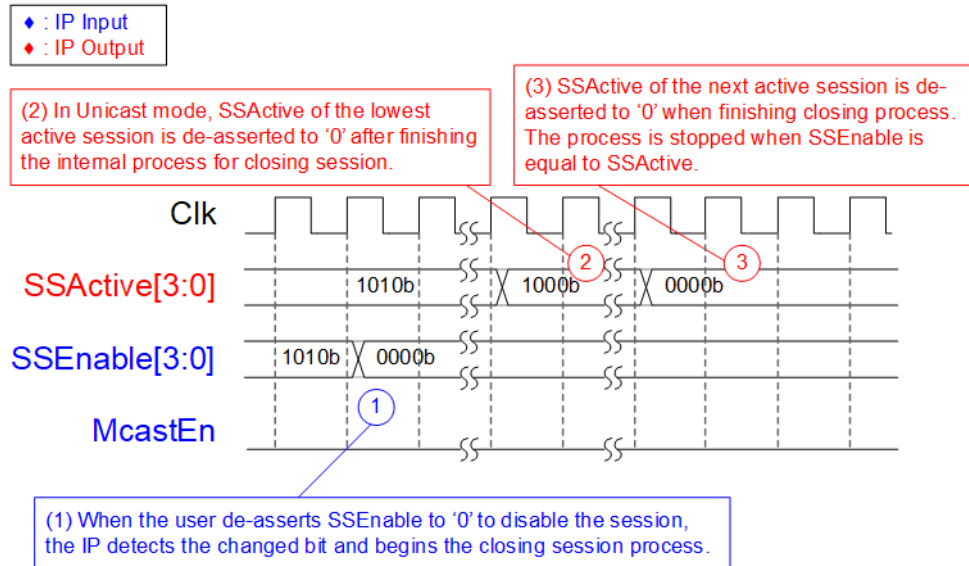 ♦ : IP Input
♦ : IP Output
(2) In Unicast mode, SSActive of the lowest
active session is de-asserted to ‘0’ after finishing
the internal process for closing session.
(3) SSActive of the next active session is de-
asserted to ‘0’ when finishing closing process.
The process is stopped when SSEnable is
equal to SSActive.
Clk
SSActive[3:0]
1010b
1000b
2
0000b
3
SSEnable[3:0]
1010b
0000b
1
McastEn
(1) When the user de-asserts SSEnable to ‘0’ to disable the session,
the IP detects the changed bit and begins the closing session process.